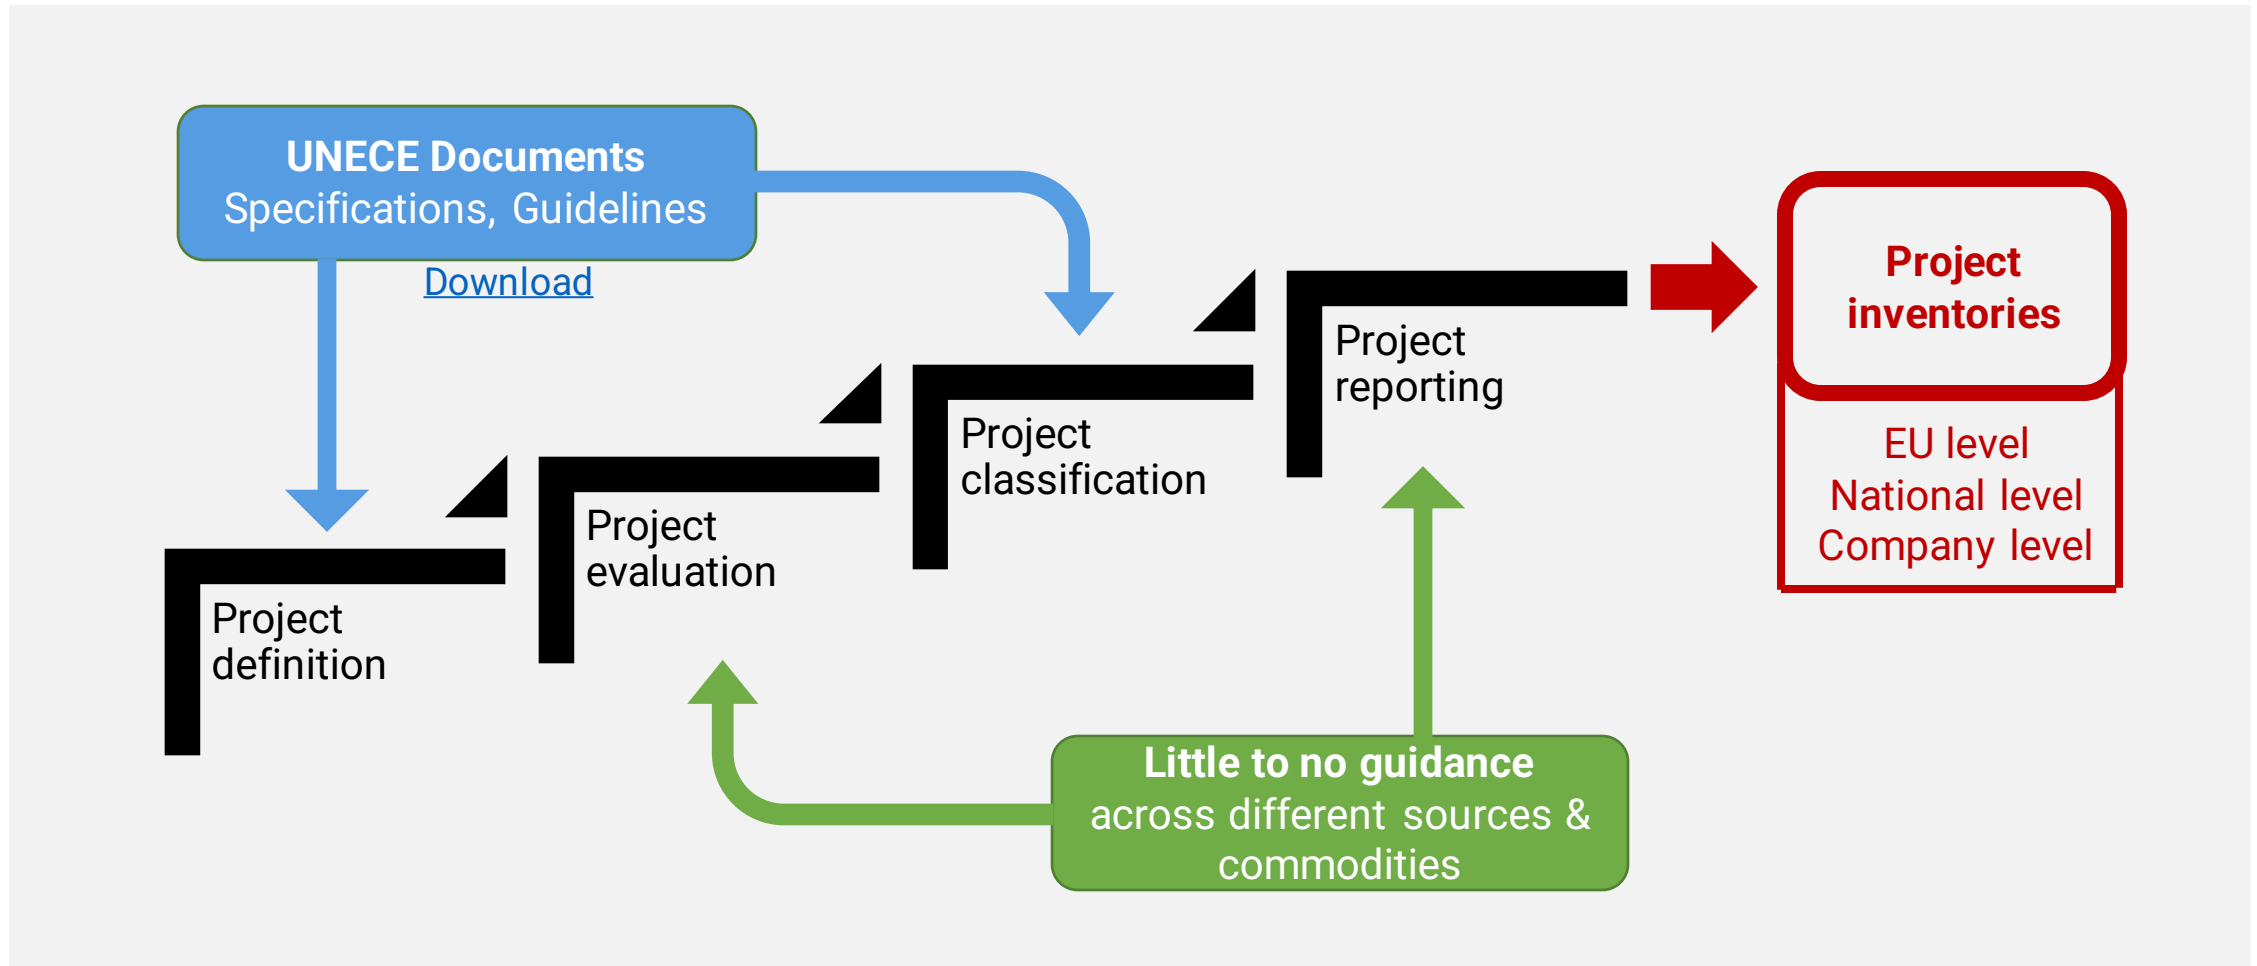 UNECE Documents
Specifications, Guidelines
Download
Project
definition
Project
evaluation
Project
classification
Project
reporting
Project
inventories
EU level
National level
Company level
Little to no guidance
across different sources &
commodities